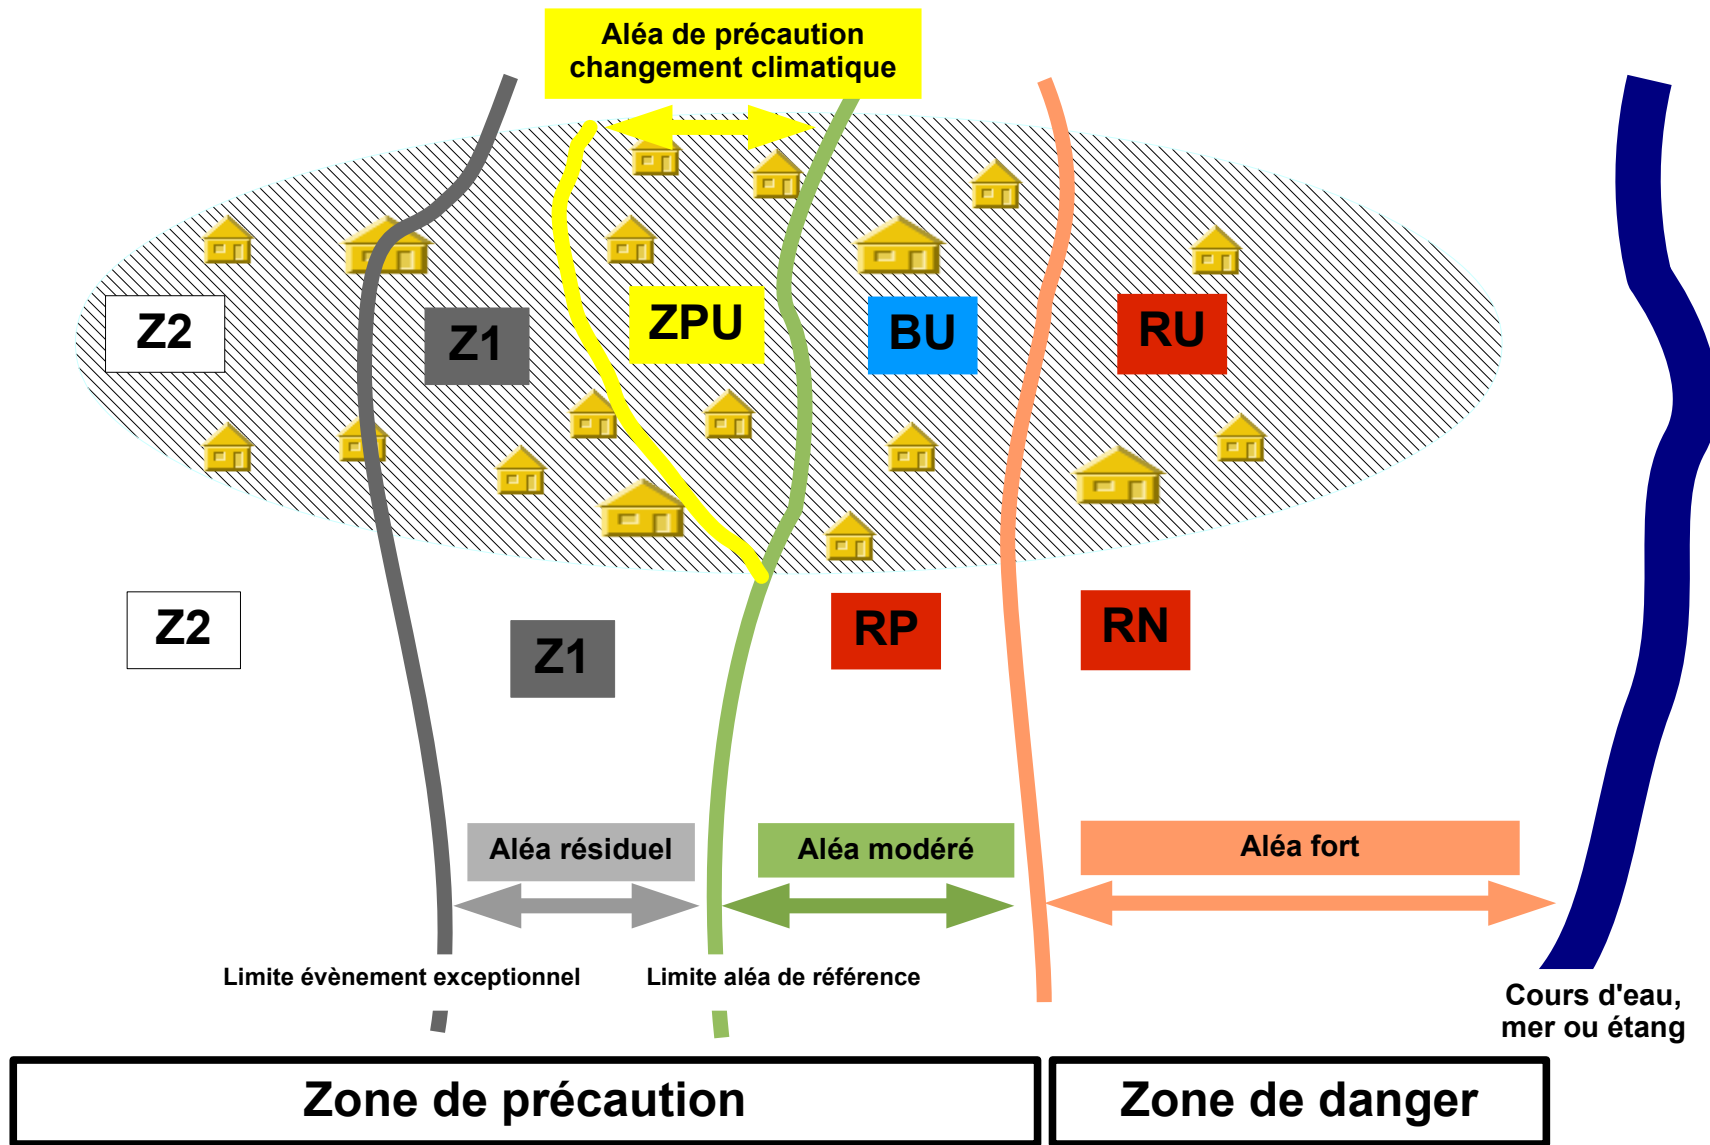 Aléa de précaution
changement climatique
Z2
Z1
ZPU
BU
RU
Z2
Z1
RP
RN
Aléa résiduel
Aléa modéré
Aléa fort
Limite évènement exceptionnel
Limite aléa de référence
Cours d'eau,
mer ou étang
Zone de précaution
Zone de danger